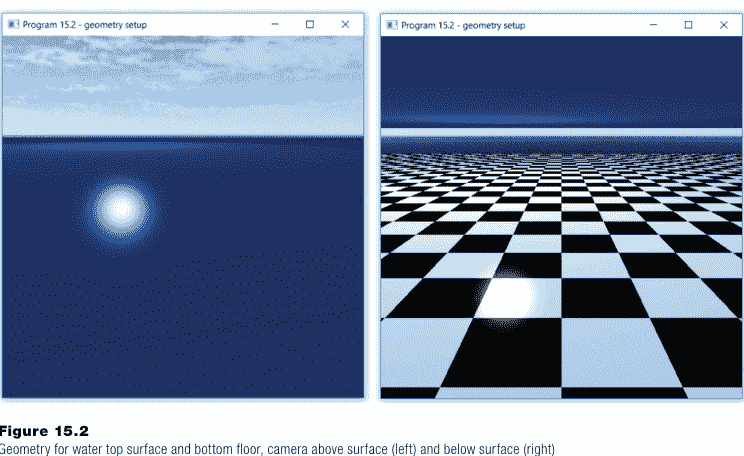 Program 15.2 - geometry setup
Program 15.2 - geometry setup
Figure 15.2
Geometry for water top surface and bottom floor, camera above surface (left) and below surface (right)